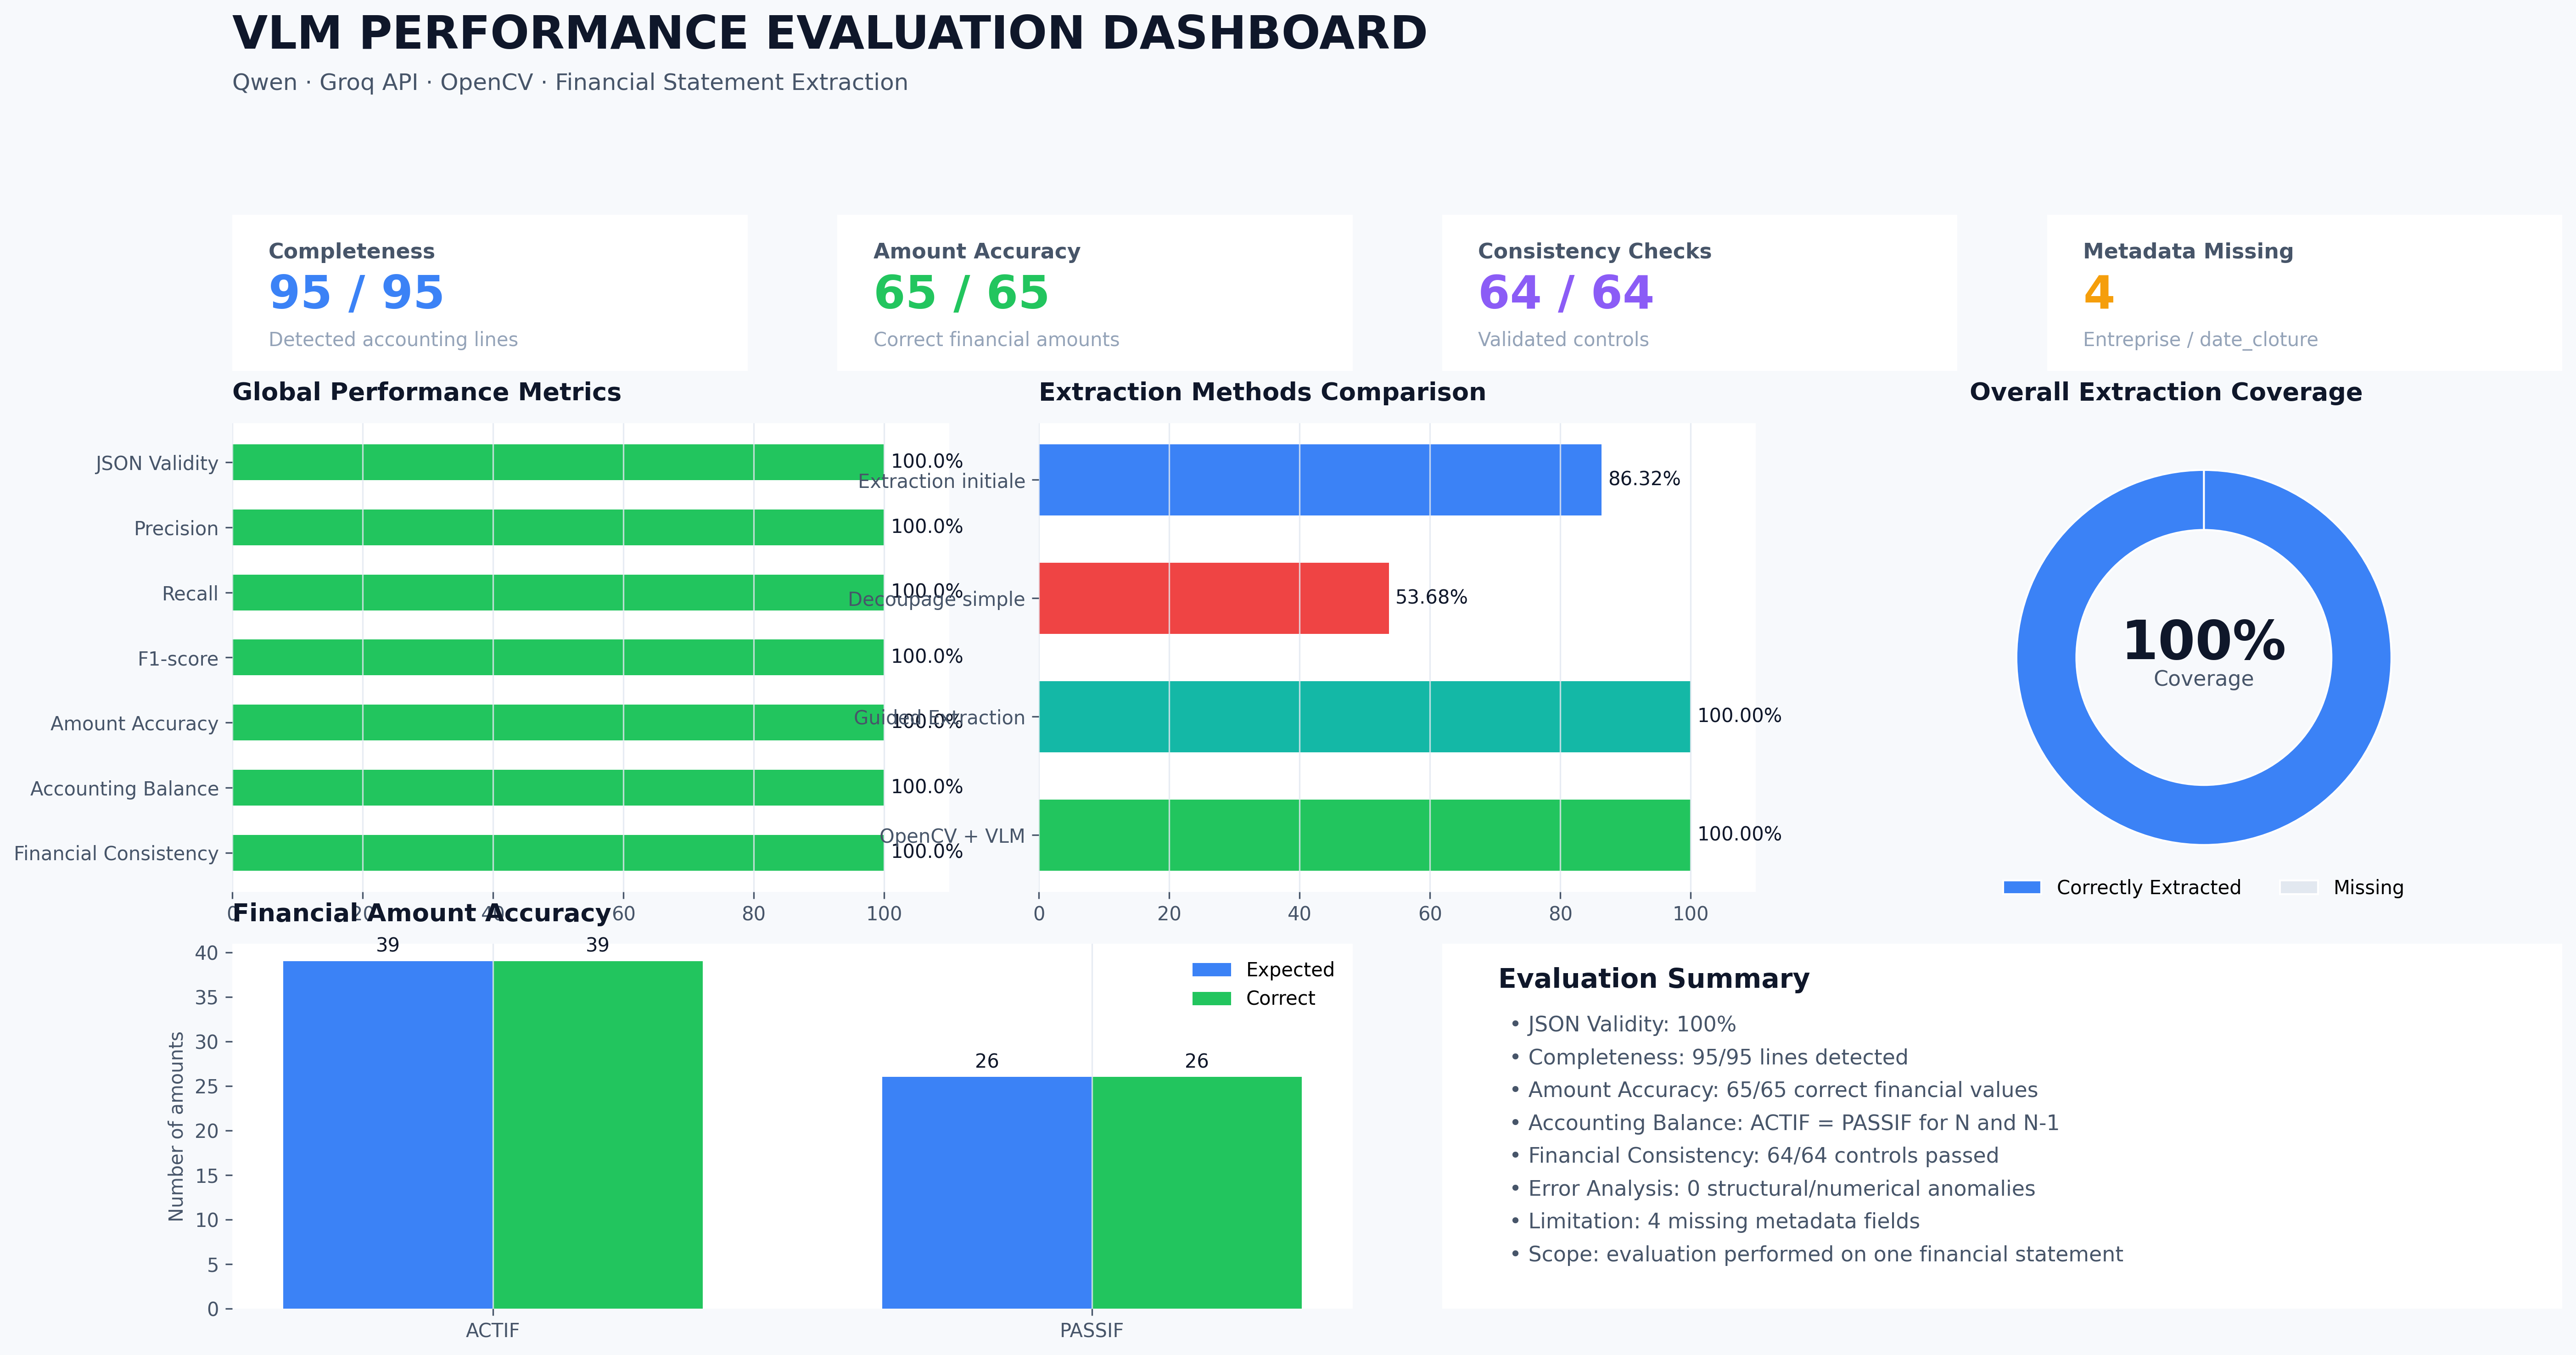 VLM PERFORMANCE EVALUATION DASHBOARD
Qwen · Groq API · OpenCV · Financial Statement Extraction
Completeness
95 / 95
Detected accounting lines
Amount Accuracy
65 / 65
Correct financial amounts
Consistency Checks
64 / 64
Validated controls
Metadata Missing
4
Entreprise / date_cloture
Global Performance Metrics
JSON Validity
100.0%
Precision
100.0%
Recall
100.0%
F1-score
100.0%
Amount Accuracy
100.0%
Accounting Balance
100.0%
Financial Consistency
100.0%
0 20 40 60 80 100
Extraction Methods Comparison
Extraction initiale
86.32%
Decoupage simple
53.68%
Guided Extraction
100.00%
OpenCV + VLM
100.00%
0 20 40 60 80 100
Overall Extraction Coverage
100%
Coverage
Correctly Extracted
Missing
Financial Amount Accuracy
Number of amounts
40
35
30
25
20
15
10
5
0
39 39
26 26
Expected
Correct
ACTIF
PASSIF
Evaluation Summary
• JSON Validity: 100%
• Completeness: 95/95 lines detected
• Amount Accuracy: 65/65 correct financial values
• Accounting Balance: ACTIF = PASSIF for N and N-1
• Financial Consistency: 64/64 controls passed
• Error Analysis: 0 structural/numerical anomalies
• Limitation: 4 missing metadata fields
• Scope: evaluation performed on one financial statement